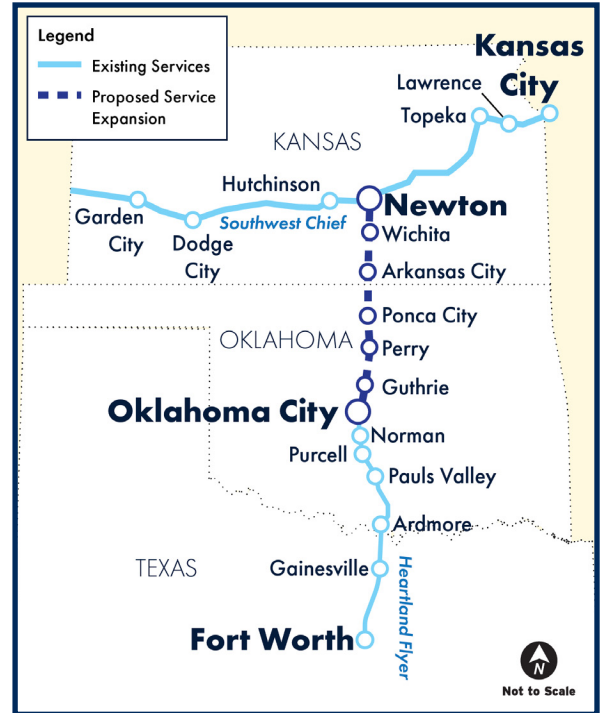 Legend
Existing Services
Proposed Service
Expansion
Kansas
City
Lawrence
Topeka
KANSAS
Hutchinson
Newton
Garden
City
Southwest Chief
Dodge
City
Wichita
Arkansas City
Ponca City
OKLAHOMA
Perry
Guthrie
Oklahoma City
Norman
Purcell
Pauls Valley
Ardmore
TEXAS
Gainesville
Heartland Flyer
Fort Worth
N
Not to Scale